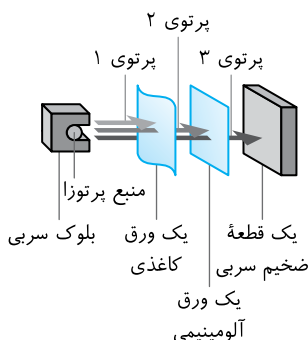 پرتوی ۲
پرتوی ۱
پرتوی ۳
منبع پرتوزا
بلوک سربی
یک ورق
کاغذی
یک قطعهٔ
ضخیم سربی
یک ورق
آلومینیمی